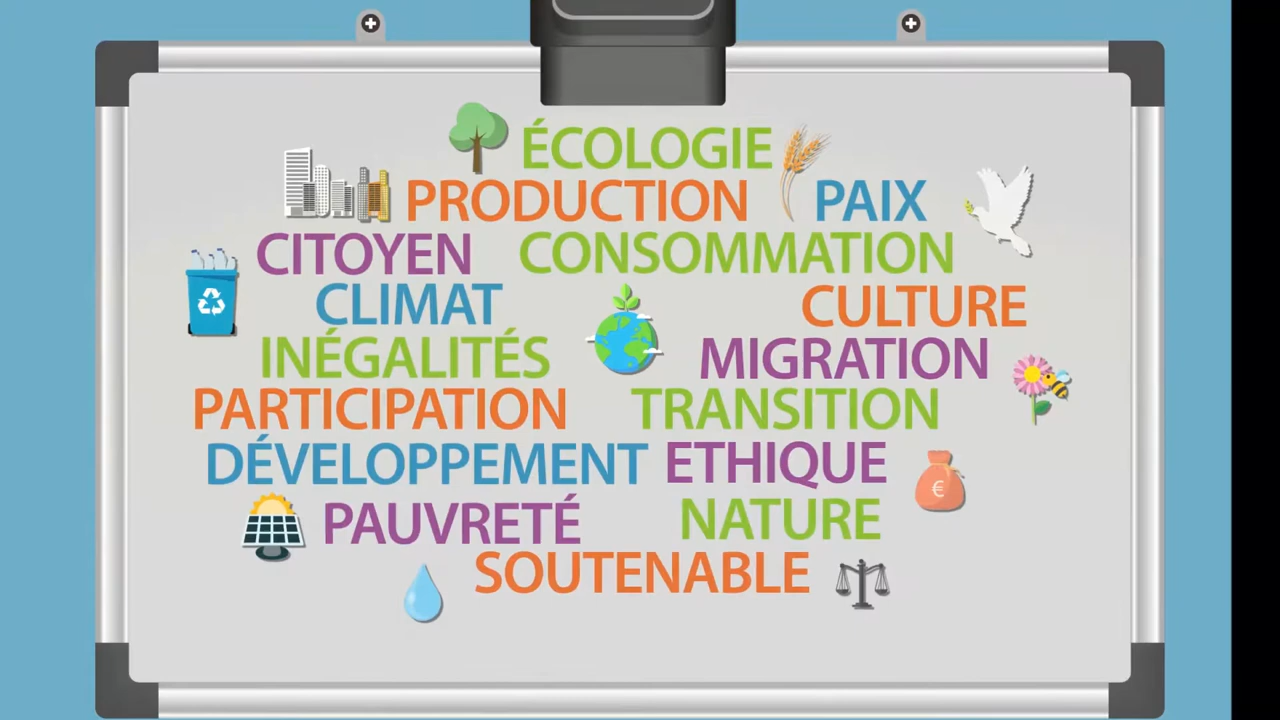 ÉCOLOGIE
PRODUCTION PAIX
CITOYEN CONSOMMATION
CLIMAT CULTURE
INÉGALITÉS MIGRATION
PARTICIPATION TRANSITION
DÉVELOPPEMENT ETHIQUE
€
PAUVRETÉ NATURE
SOUTENABLE